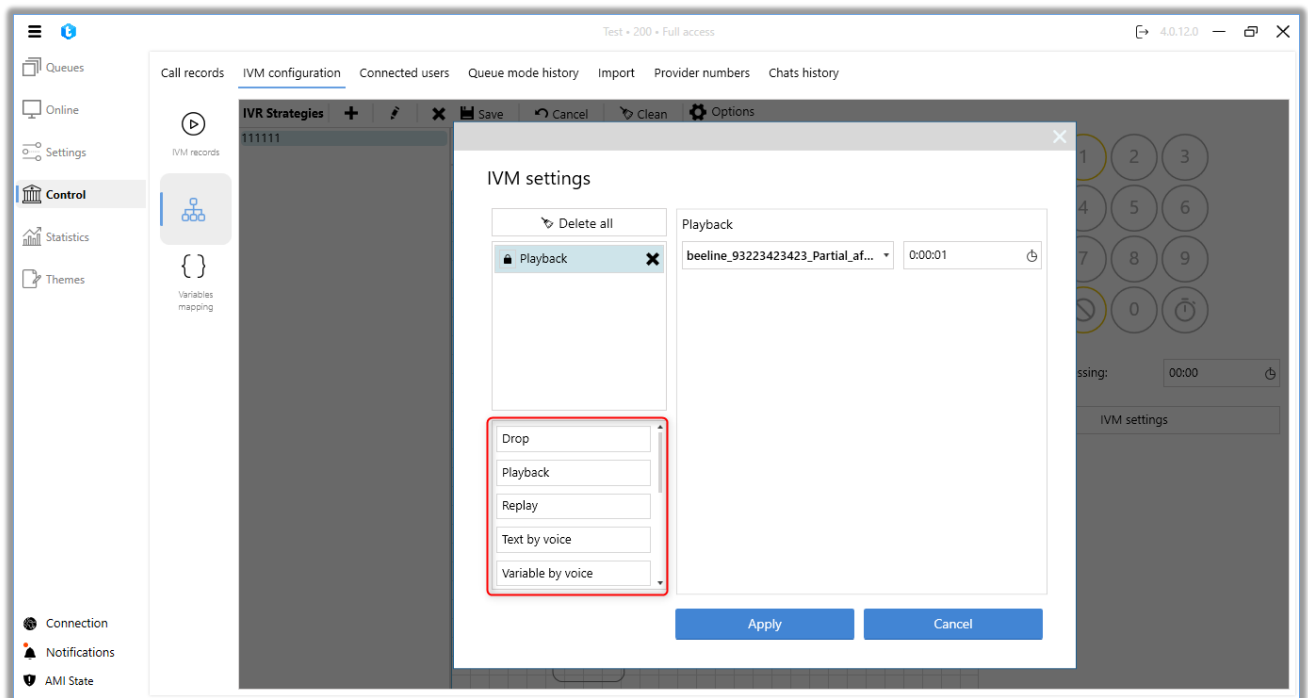 Test • 200 • Full access
4.0.12.0
Queues
Online
Settings
Control
Statistics
Themes
Connection
Notifications
AMI State
Call records IVM configuration Connected users Queue mode history Import Provider numbers Chats history
IVM records
Variables
mapping
IVR Strategies Save Cancel Clean Options
111111
IVM settings
Delete all
Playback
Playback
beeline_93223423423_Partial_af... 0:00:01
Drop
Playback
Replay
Text by voice
Variable by voice
Apply Cancel
1 2 3
4 5 6
7 8 9
0
ssing: 00:00
IVM settings